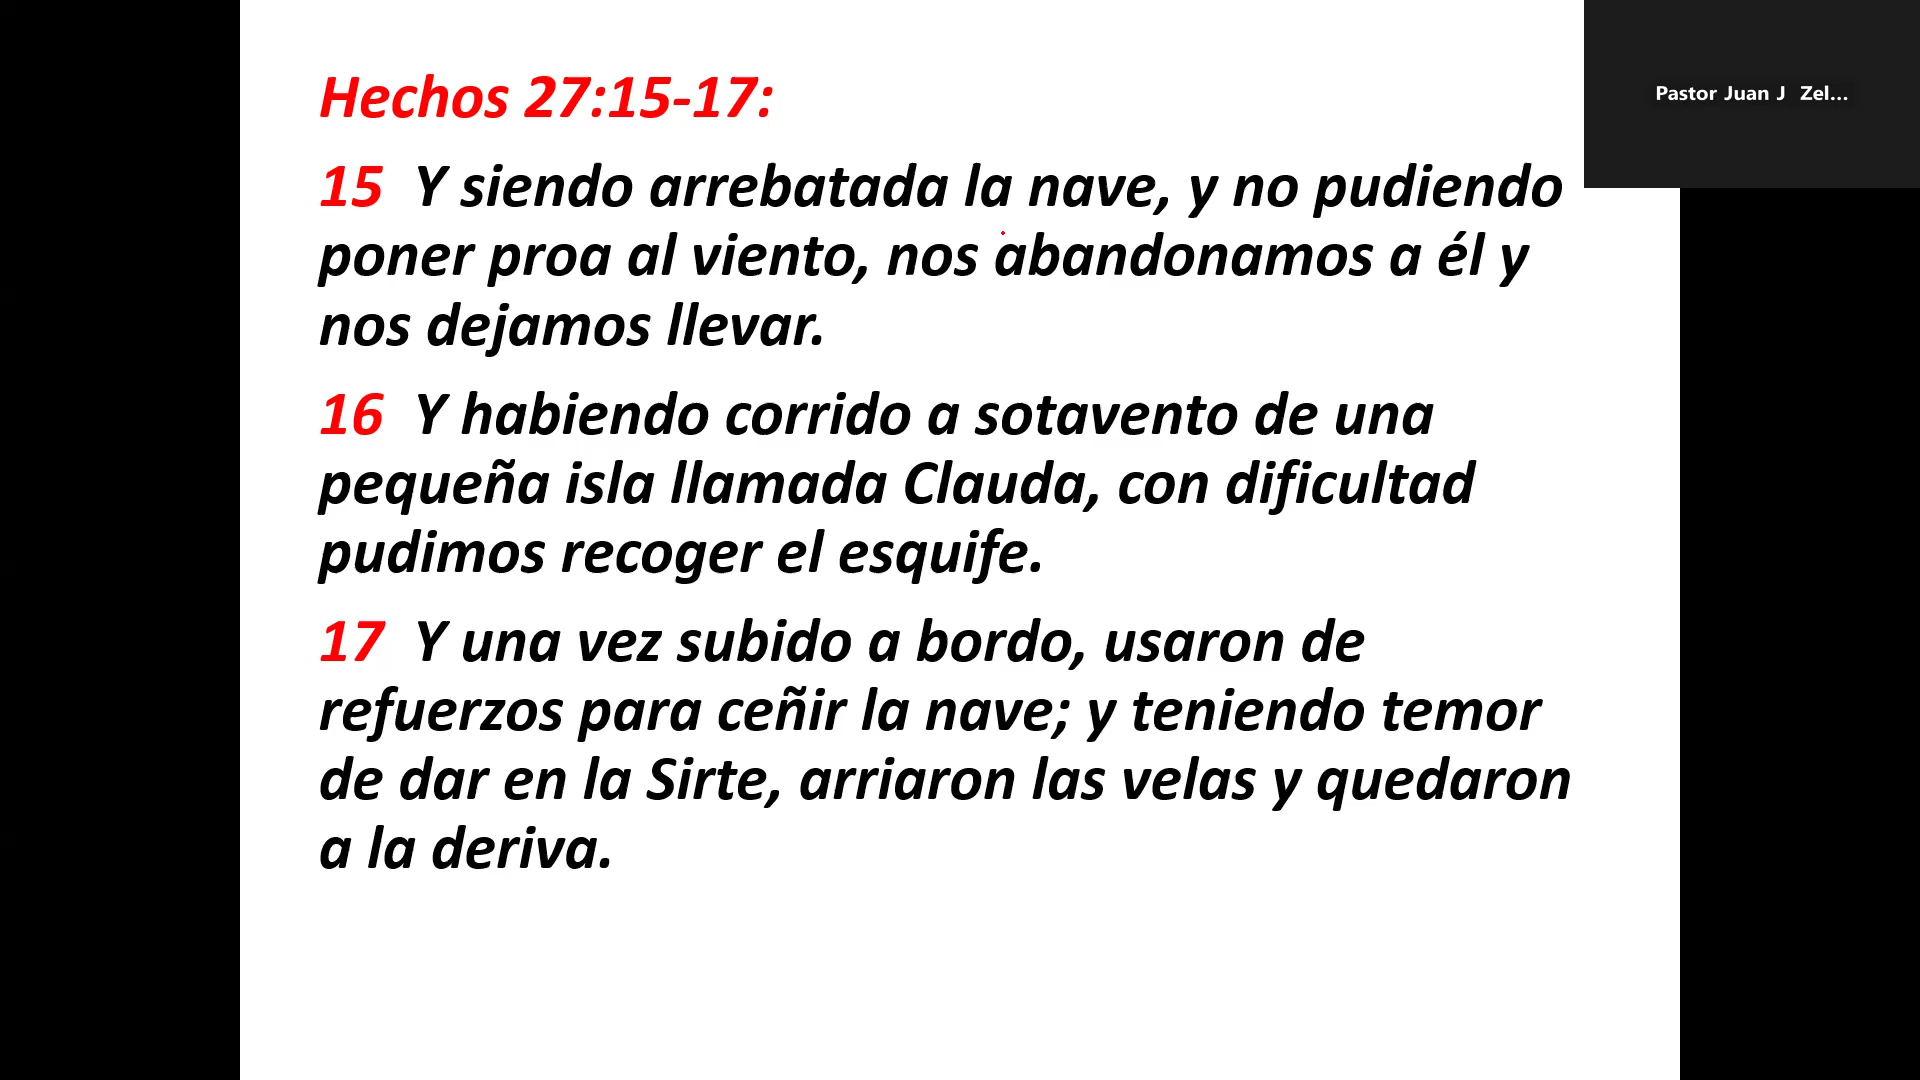 Hechos 27:15-17:
Pastor Juan J Zel...
15 Y siendo arrebatada la nave, y no pudiendo
poner proa al viento, nos abandonamos a él y
nos dejamos llevar.
16 Y habiendo corrido a sotavento de una
pequeña isla llamada Clauda, con dificultad
pudimos recoger el esquife.
17 Y una vez subido a bordo, usaron de
refuerzos para ceñir la nave; y teniendo temor
de dar en la Sirte, arriaron las velas y quedaron
a la deriva.